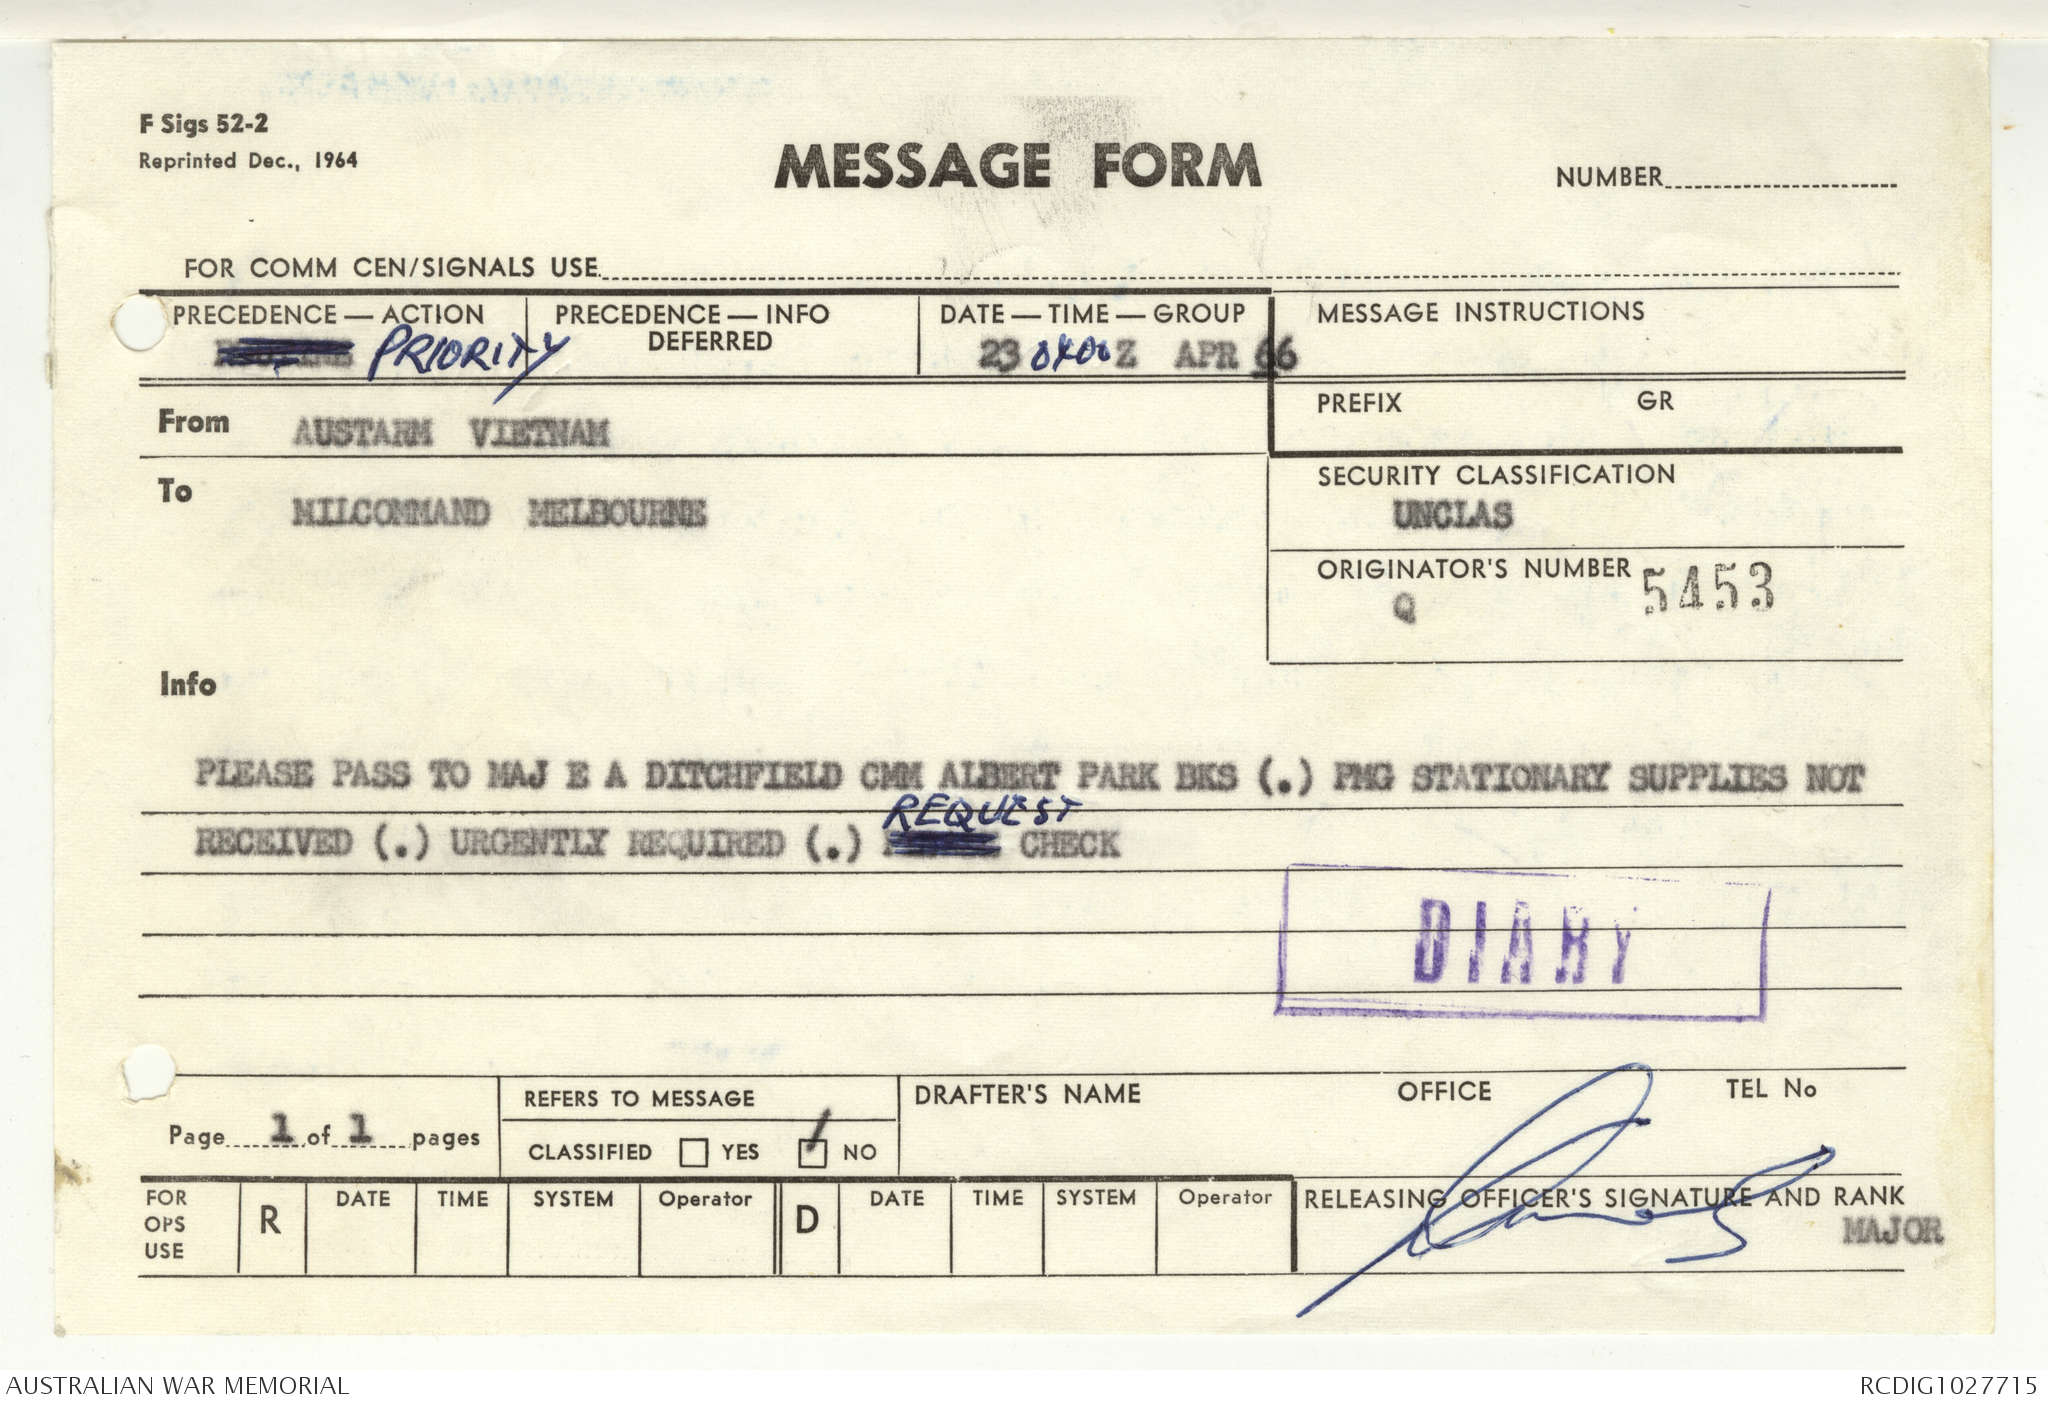 F Sigs 52-2
Reprinted Dec., 1964
MESSAGE FORM
NUMBER
FOR COMM CEN/SIGNALS USE
PRECEDENCE — ACTION
PRIORITY
PRECEDENCE — INFO
DEFERRED
DATE — TIME — GROUP
23 0400 Z APR 66
MESSAGE INSTRUCTIONS
PREFIX GR
From AUSTARM VIETNAM
To MILCOMMAND MELBOURNE
SECURITY CLASSIFICATION
UNCLAS
ORIGINATOR'S NUMBER
Q 5453
Info
PLEASE PASS TO MAJ E A DITCHFIELD CMM ALBERT PARK BKS (.) PMG STATIONARY SUPPLIES NOT
RECEIVED (.) URGENTLY REQUIRED (.) REQUEST CHECK
DIARY
Page 1 of 1 pages
REFERS TO MESSAGE
CLASSIFIED YES NO
DRAFTER'S NAME OFFICE TEL No
FOR
OPS
USE
R DATE TIME SYSTEM Operator
D DATE TIME SYSTEM Operator
RELEASING OFFICER'S SIGNATURE AND RANK
MAJOR
AUSTRALIAN WAR MEMORIAL
RCDIG1027715